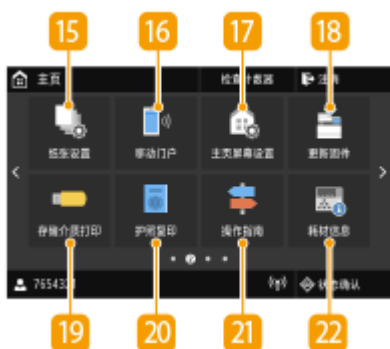 15 16 17 18
主页 检查计数器 注销
纸张设置 移动门户 主页屏幕设置 更新固件
存储介质打印 护照复印 操作指南 耗材信息
7654321 状态确认
19 20 21 22